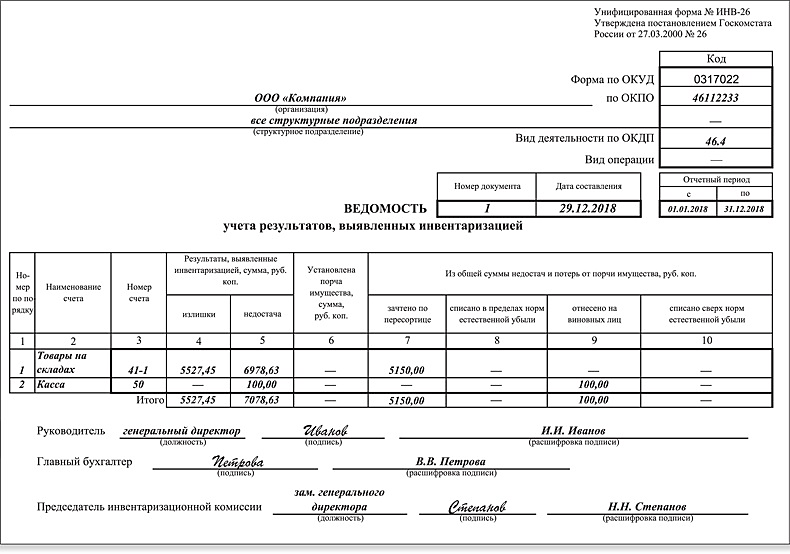 Унифицированная форма № ИНВ-26
Утверждена постановлением Госкомстата
России от 27.03.2000 № 26
Код
Форма по ОКУД 0317022
ООО «Компания» по ОКПО 46112233
(организация)
все структурные подразделения —
(структурное подразделение)
Вид деятельности по ОКДП 46.4
Вид операции —
Номер документа Дата составления Отчетный период
с по
ВЕДОМОСТЬ 1 29.12.2018 01.01.2018 31.12.2018
учета результатов, выявленных инвентаризацией
Но-
мер
по по-
рядку
Наименование
счета
Номер
счета
Результаты, выявленные
инвентаризацией, сумма, руб.
коп.
излишки недостача
Установлена
порча
имущества,
сумма,
руб. коп.
Из общей суммы недостач и потерь от порчи имущества, руб. коп.
зачтено по
пересортице
списано в пределах норм
естественной убыли
отнесено на
виновных лиц
списано сверх норм
естественной убыли
1 2 3 4 5 6 7 8 9 10
1 Товары на
складах 41-1 5527,45 6978,63 — 5150,00 — — —
2 Касса 50 — 100,00 — — — 100,00 —
Итого 5527,45 7078,63 — 5150,00 — 100,00 —
Руководитель генеральный директор Иванов И.И. Иванов
(должность) (подпись) (расшифровка подписи)
Главный бухгалтер Петрова В.В. Петрова
(подпись) (расшифровка подписи)
зам. генерального
Председатель инвентаризационной комиссии директора Степанов Н.Н. Степанов
(должность) (подпись) (расшифровка подписи)